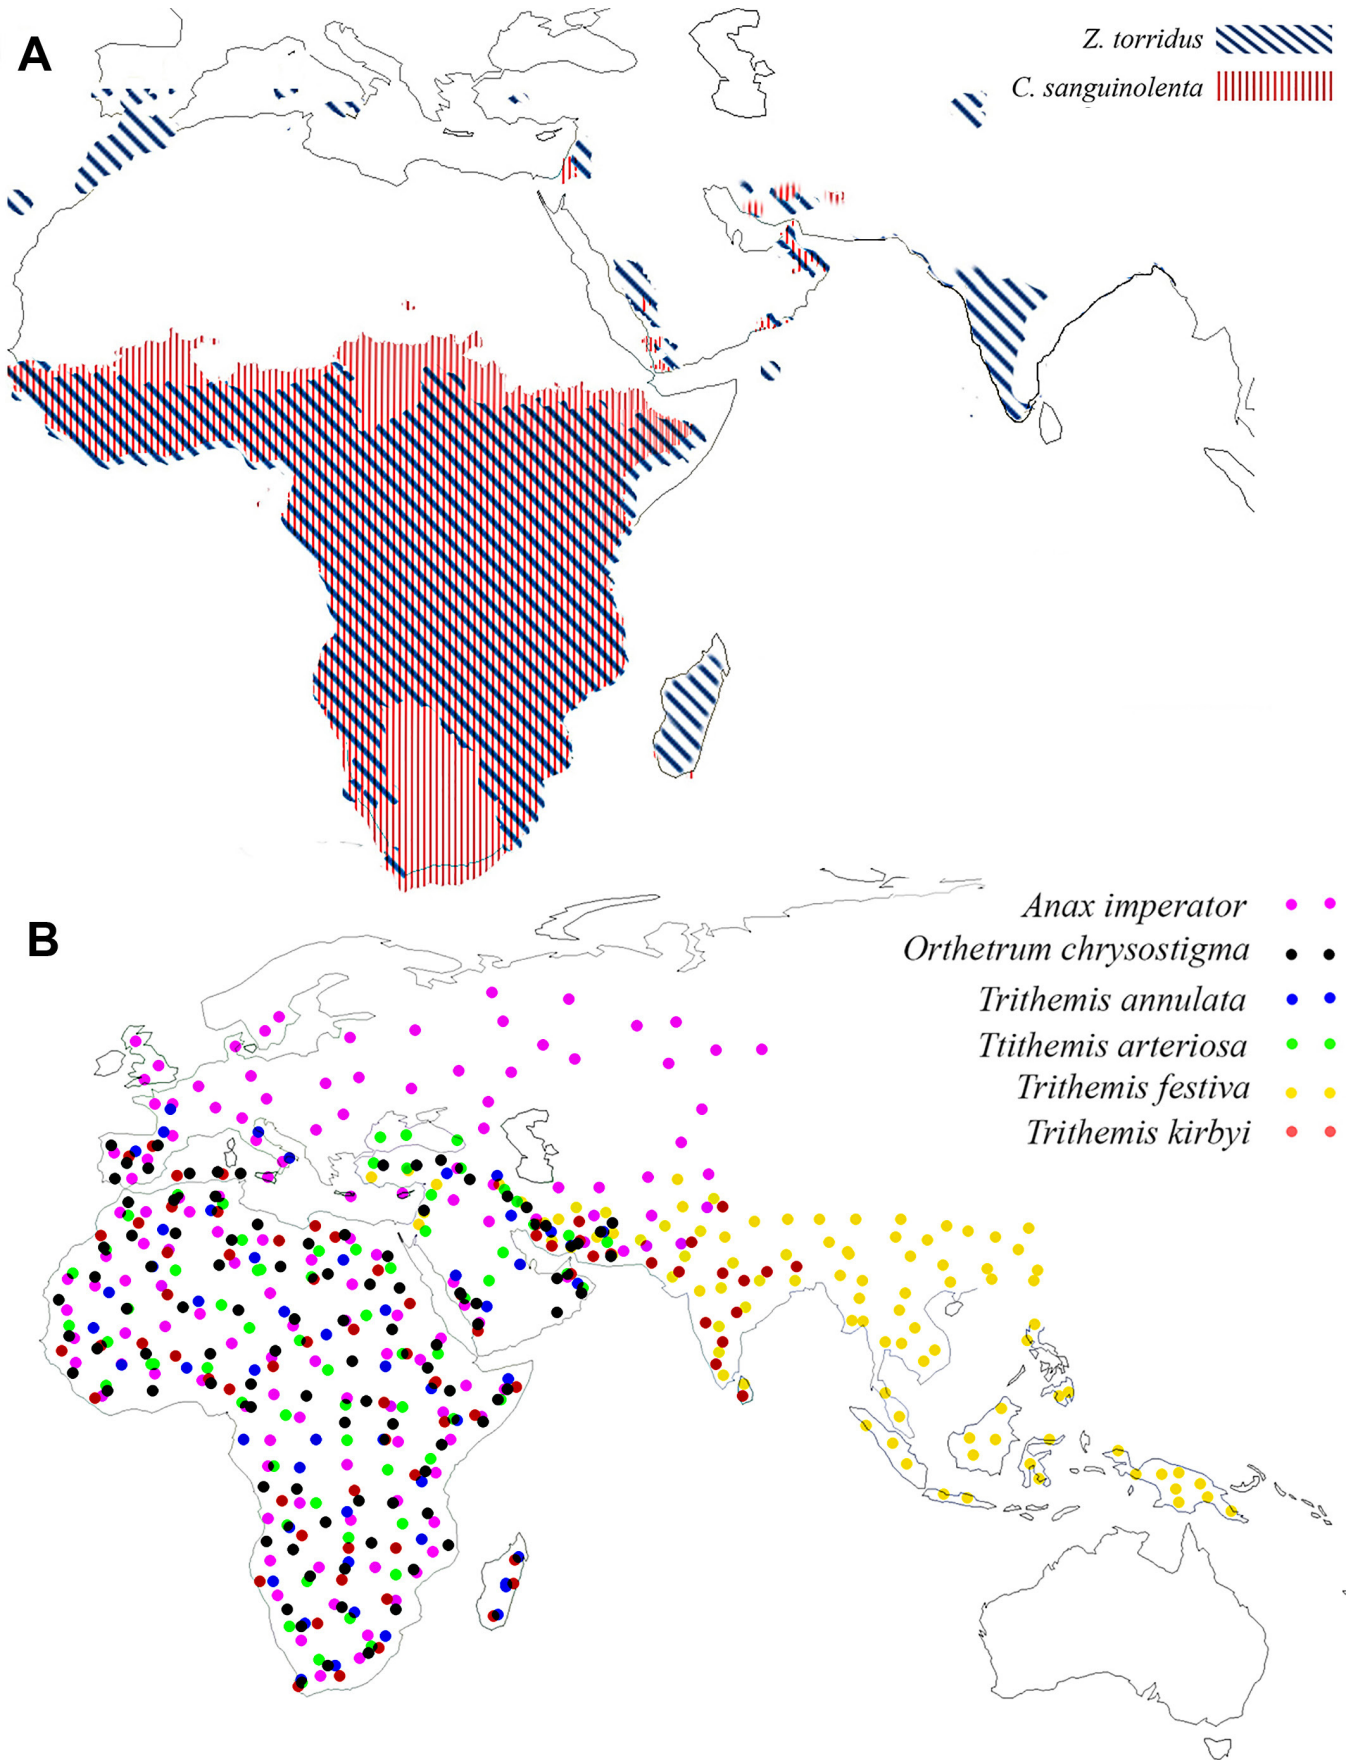 A
Z. torridus
C. sanguinolenta
B
Anax imperator
Orthetrum chrysostigma
Trithemis annulata
Ttithemis arteriosa
Trithemis festiva
Trithemis kirbyi